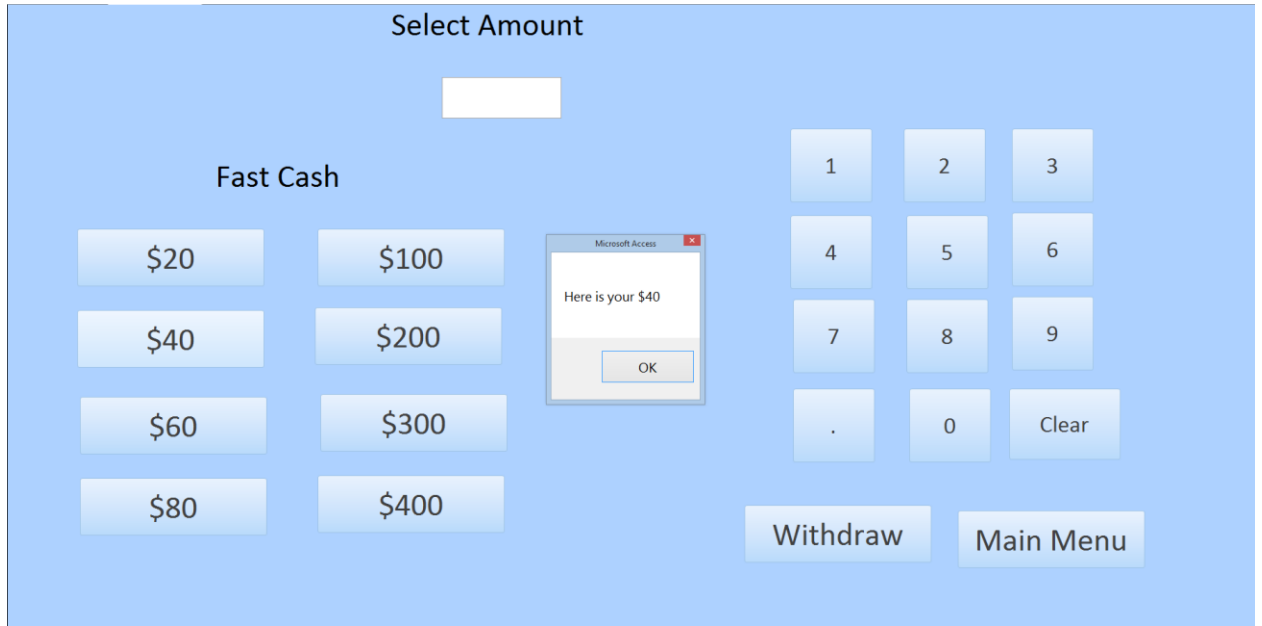 Select Amount
Fast Cash
$20 $100
$40 $200
$60 $300
$80 $400
Microsoft Access
Here is your $40
OK
1 2 3
4 5 6
7 8 9
. 0 Clear
Withdraw Main Menu